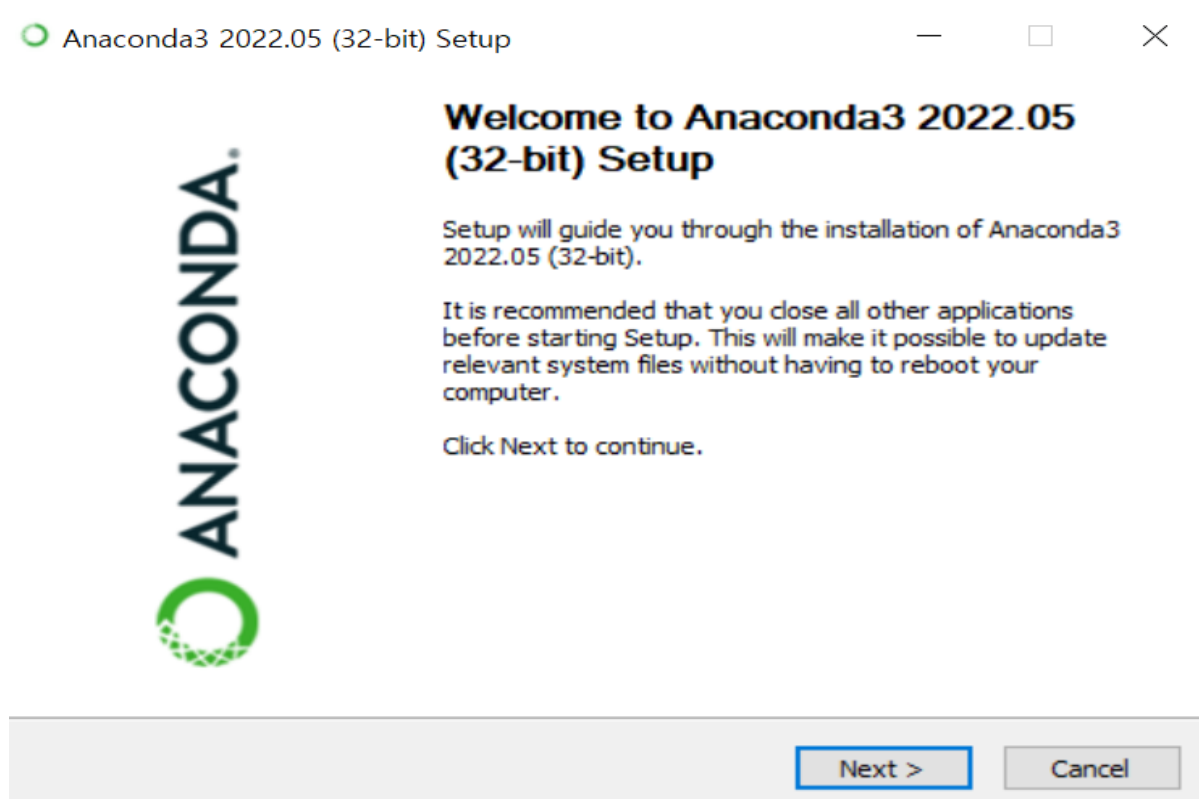 Anaconda3 2022.05 (32-bit) Setup
Welcome to Anaconda3 2022.05
(32-bit) Setup
ANACONDA.
Setup will guide you through the installation of Anaconda3
2022.05 (32-bit).
It is recommended that you close all other applications
before starting Setup. This will make it possible to update
relevant system files without having to reboot your
computer.
Click Next to continue.
Next >
Cancel